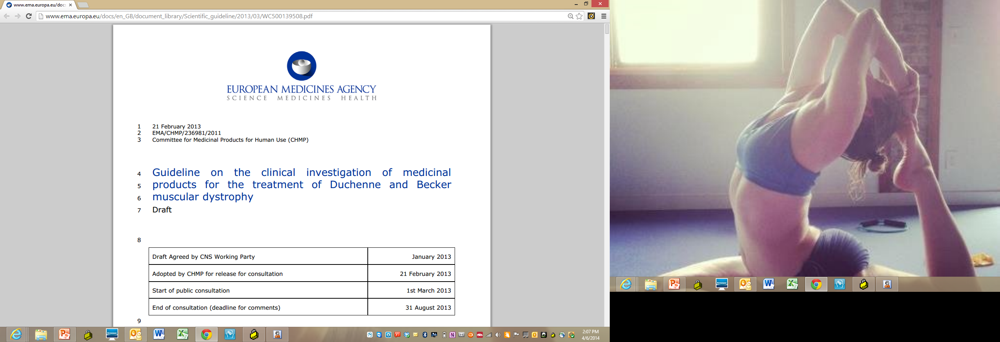 www.ema.europa.eu/doc
www.ema.europa.eu/docs/en_GB/document_library/Scientific_guideline/2013/03/WC500139508.pdf
EUROPEAN MEDICINES AGENCY
SCIENCE MEDICINES HEALTH
1 21 February 2013
2 EMA/CHMP/236981/2011
3 Committee for Medicinal Products for Human Use (CHMP)
4 Guideline on the clinical investigation of medicinal
5 products for the treatment of Duchenne and Becker
6 muscular dystrophy
7 Draft
8
Draft Agreed by CNS Working Party January 2013
Adopted by CHMP for release for consultation 21 February 2013
Start of public consultation 1st March 2013
End of consultation (deadline for comments) 31 August 2013
9
2:07 PM
4/6/2014